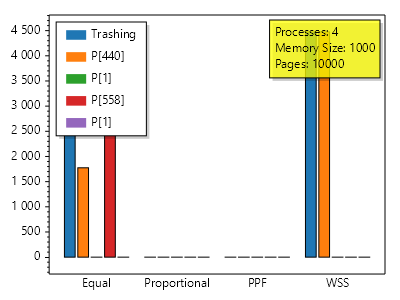 4 500
4 000
3 500
3 000
2 500
2 000
1 500
1 000
500
0
Trashing
P[440]
P[1]
P[558]
P[1]
Processes: 4
Memory Size: 1000
Pages: 10000
Equal
Proportional
PPF
WSS